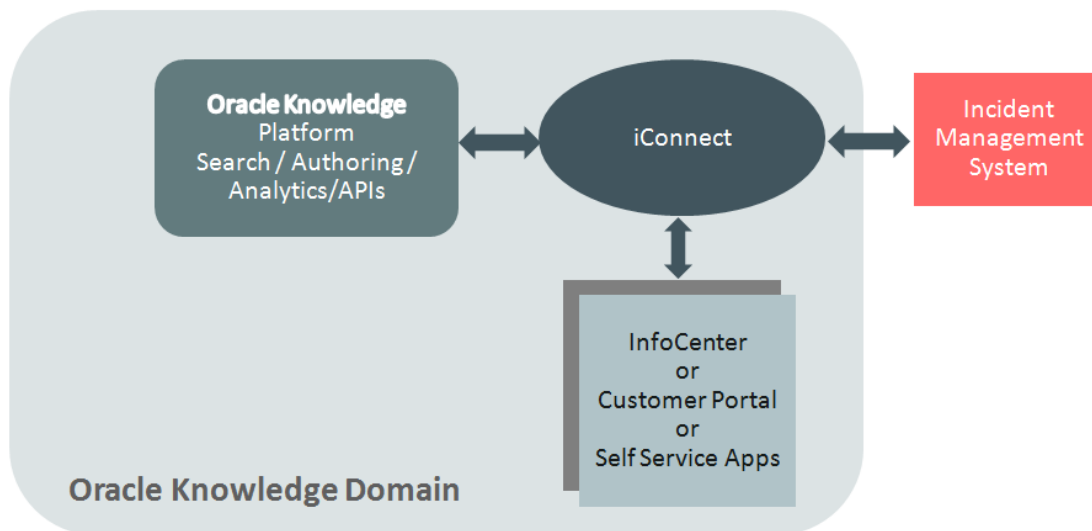 Oracle Knowledge
Platform
Search / Authoring /
Analytics/APIs
iConnect
Incident
Management
System
InfoCenter
or
Customer Portal
or
Self Service Apps
Oracle Knowledge Domain